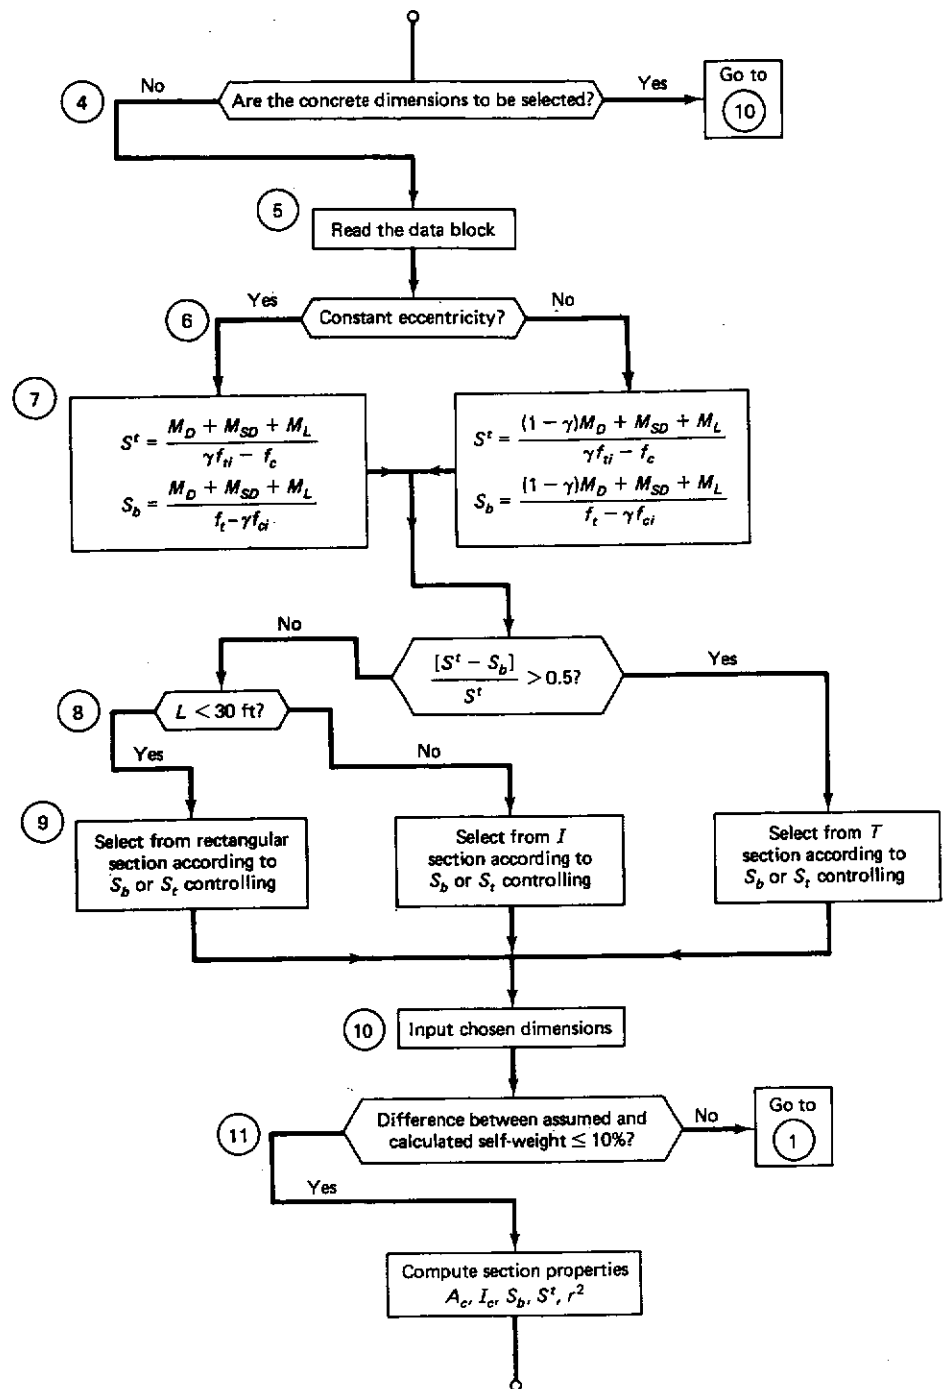 No
4
Are the concrete dimensions to be selected?
Yes
Go to
10
5
Read the data block
Yes
No
6
Constant eccentricity?
7
S^t = (M_D + M_SD + M_L) / (γf_ti − f_c)
S_b = (M_D + M_SD + M_L) / (f_t − γf_ci)
S^t = ((1 − γ)M_D + M_SD + M_L) / (γf_ti − f_c)
S_b = ((1 − γ)M_D + M_SD + M_L) / (f_t − γf_ci)
No
[S^t − S_b] / S^t > 0.5?
Yes
8
L < 30 ft?
Yes
No
9
Select from rectangular
section according to
S_b or S_t controlling
Select from I
section according to
S_b or S_t controlling
Select from T
section according to
S_b or S_t controlling
10
Input chosen dimensions
11
Difference between assumed and
calculated self-weight ≤ 10%?
No
Go to
1
Yes
Compute section properties
A_c, I_c, S_b, S^t, r^2